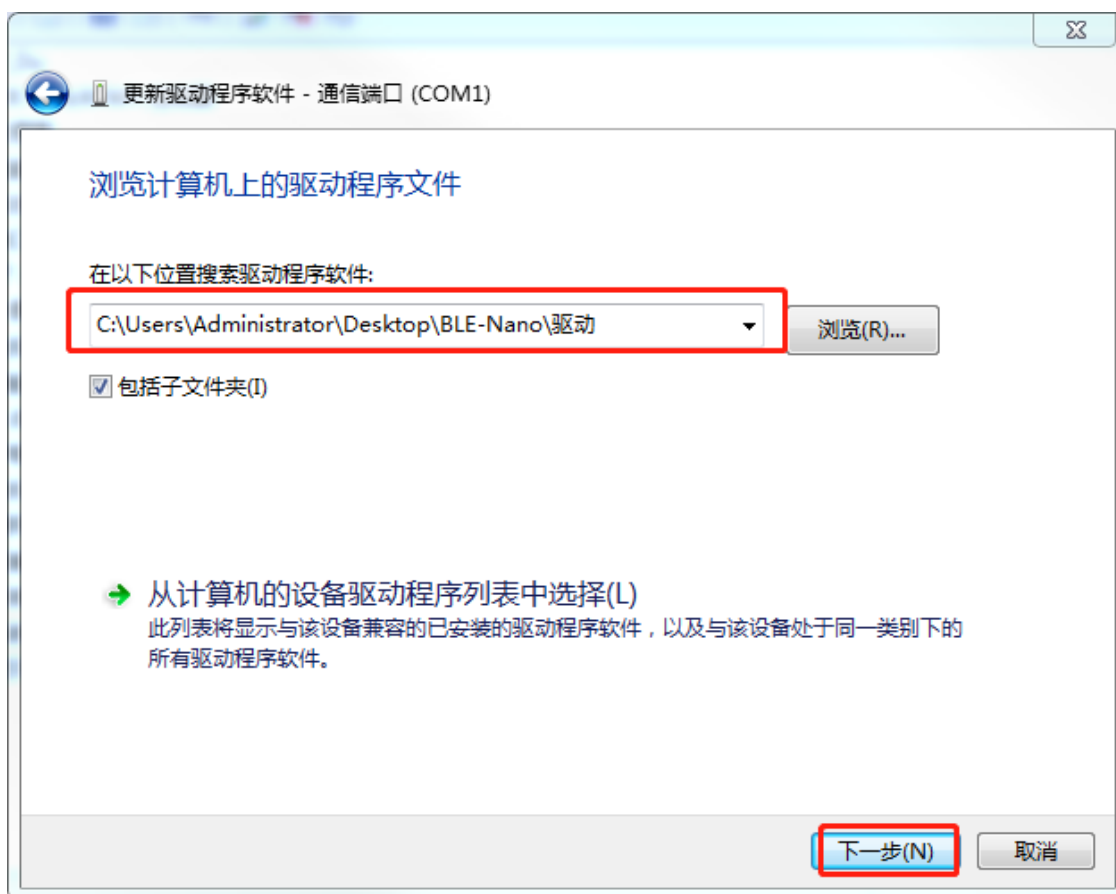 更新驱动程序软件 - 通信端口 (COM1)
浏览计算机上的驱动程序文件
在以下位置搜索驱动程序软件:
C:\Users\Administrator\Desktop\BLE-Nano\驱动
浏览(R)...
包括子文件夹(I)
从计算机的设备驱动程序列表中选择(L)
此列表将显示与该设备兼容的已安装的驱动程序软件，以及与该设备处于同一类别下的
所有驱动程序软件。
下一步(N)
取消